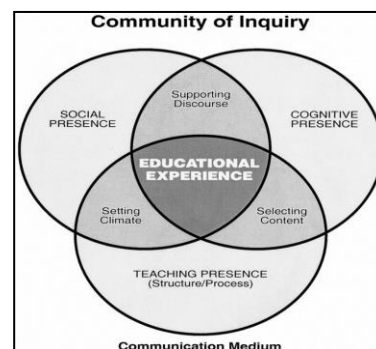 Community of Inquiry
Supporting
Discourse
SOCIAL
PRESENCE
COGNITIVE
PRESENCE
EDUCATIONAL
EXPERIENCE
Setting
Climate
Selecting
Content
TEACHING PRESENCE
(Structure/Process)
Communication Medium